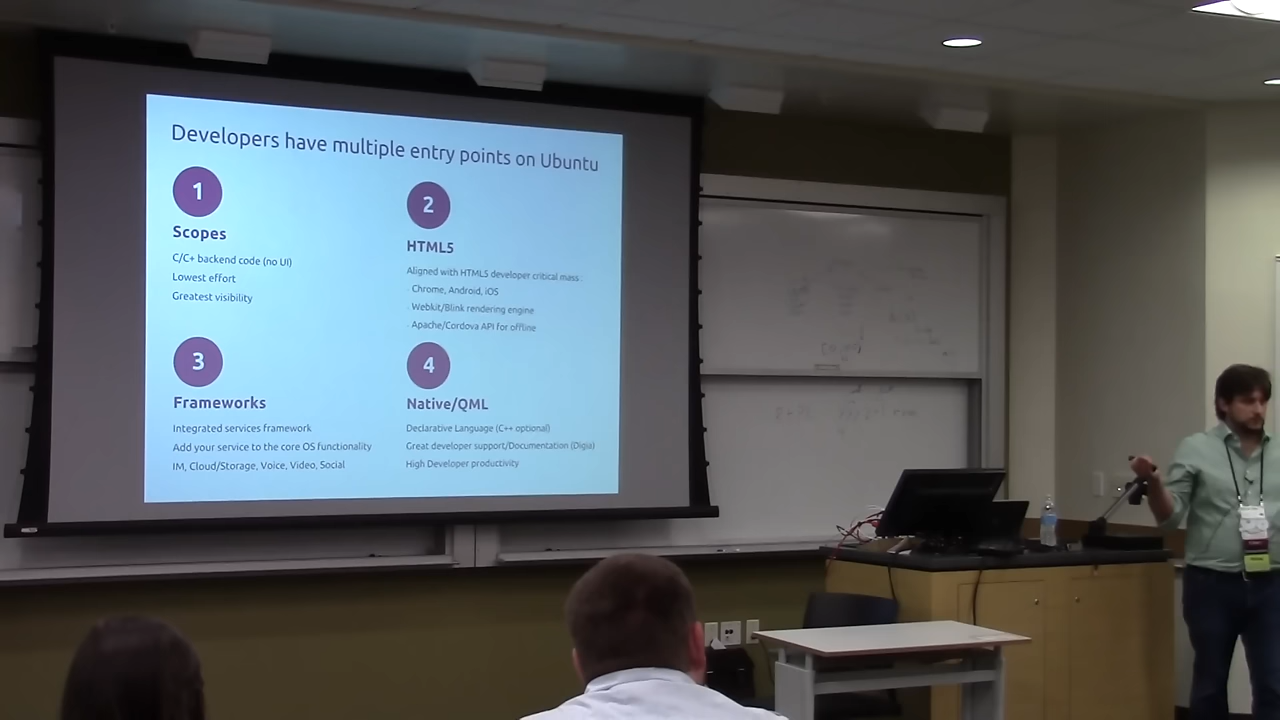 Developers have multiple entry points on Ubuntu
1
Scopes
C/C+ backend code (no UI)
Lowest effort
Greatest visibility
2
HTML5
Aligned with HTML5 developer critical mass :
Chrome, Android, iOS
Webkit/Blink rendering engine
Apache/Cordova API for offline
3
Frameworks
Integrated services framework
Add your service to the core OS functionality
IM, Cloud/Storage, Voice, Video, Social
4
Native/QML
Declarative Language (C++ optional)
Great developer support/Documentation (Digia)
High Developer productivity